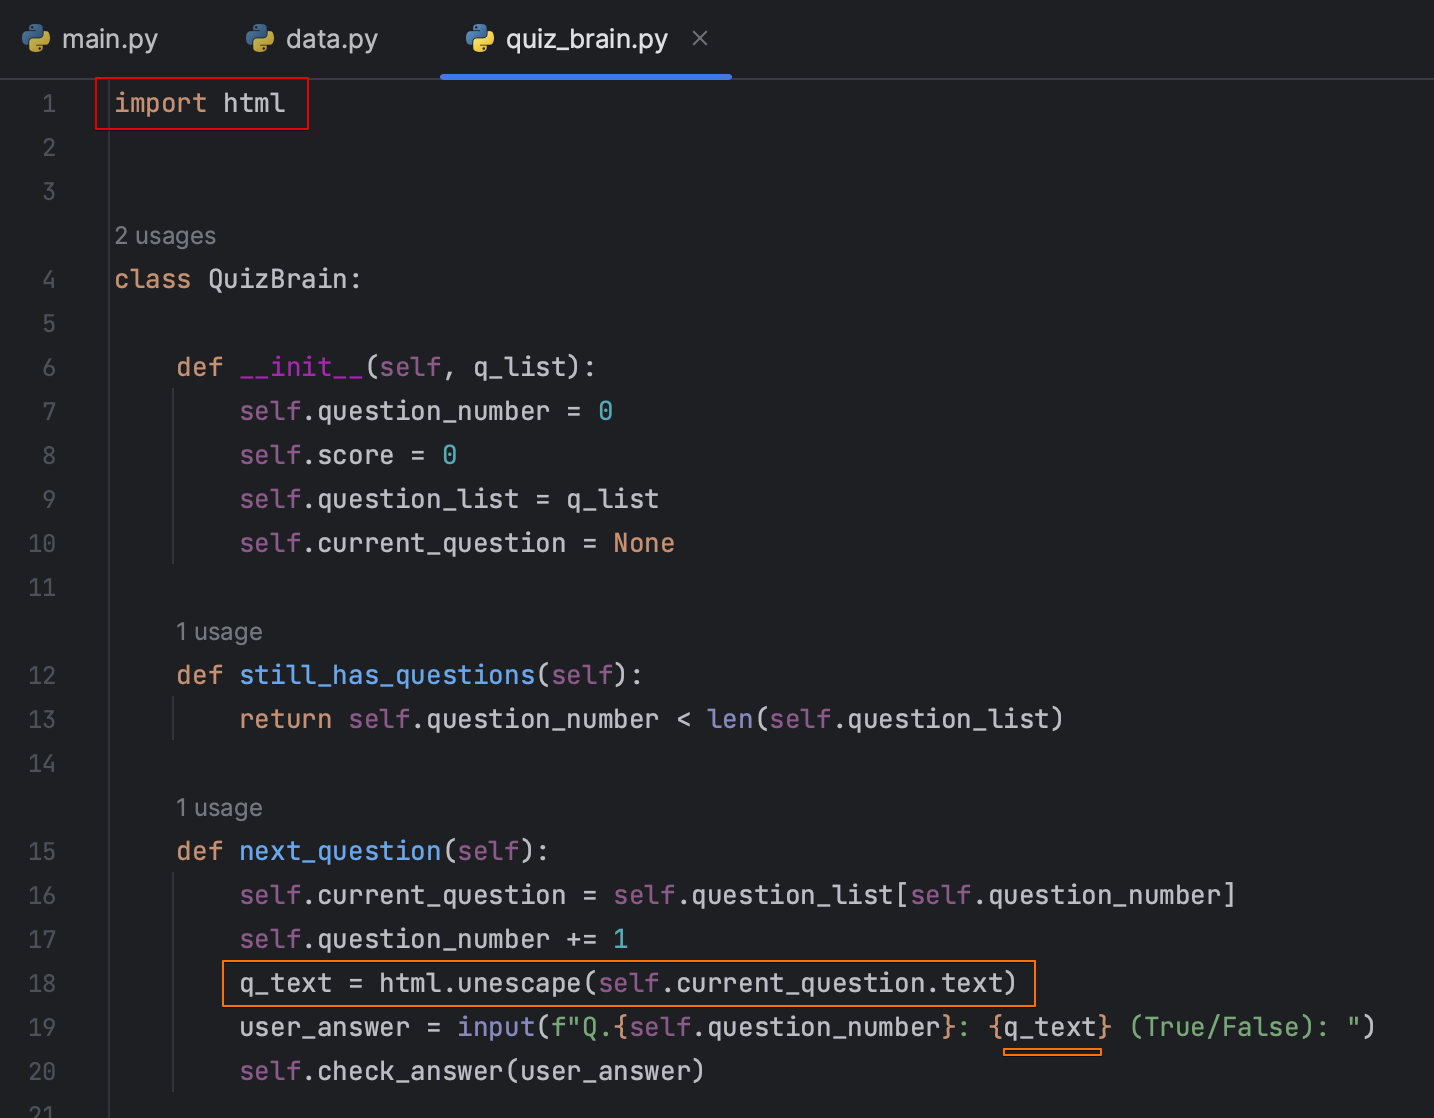 main.py data.py quiz_brain.py
1 import html
2
3
2 usages
4 class QuizBrain:
5
6 def __init__(self, q_list):
7 self.question_number = 0
8 self.score = 0
9 self.question_list = q_list
10 self.current_question = None
11
1 usage
12 def still_has_questions(self):
13 return self.question_number < len(self.question_list)
14
1 usage
15 def next_question(self):
16 self.current_question = self.question_list[self.question_number]
17 self.question_number += 1
18 q_text = html.unescape(self.current_question.text)
19 user_answer = input(f"Q.{self.question_number}: {q_text} (True/False): ")
20 self.check_answer(user_answer)
21